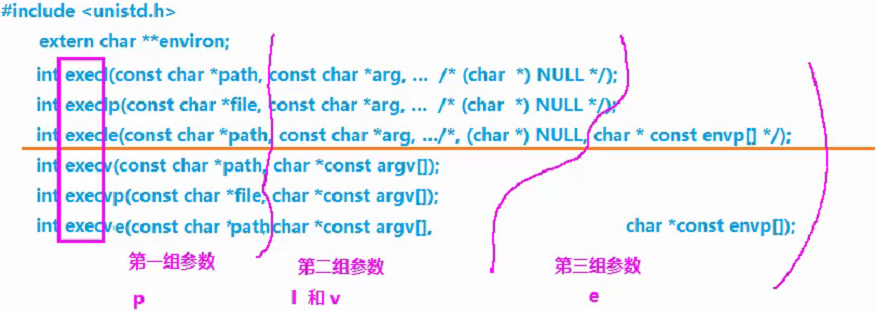 #include <unistd.h>
extern char **environ;
int execl(const char *path, const char *arg, ... /* (char *) NULL */);
int execlp(const char *file, const char *arg, ... /* (char *) NULL */);
int execle(const char *path, const char *arg, .../*, (char *) NULL, char * const envp[] */);
int execv(const char *path, char *const argv[]);
int execvp(const char *file, char *const argv[]);
int execve(const char *path char *const argv[], char *const envp[]);
第一组参数 第二组参数 第三组参数
p l 和 v e